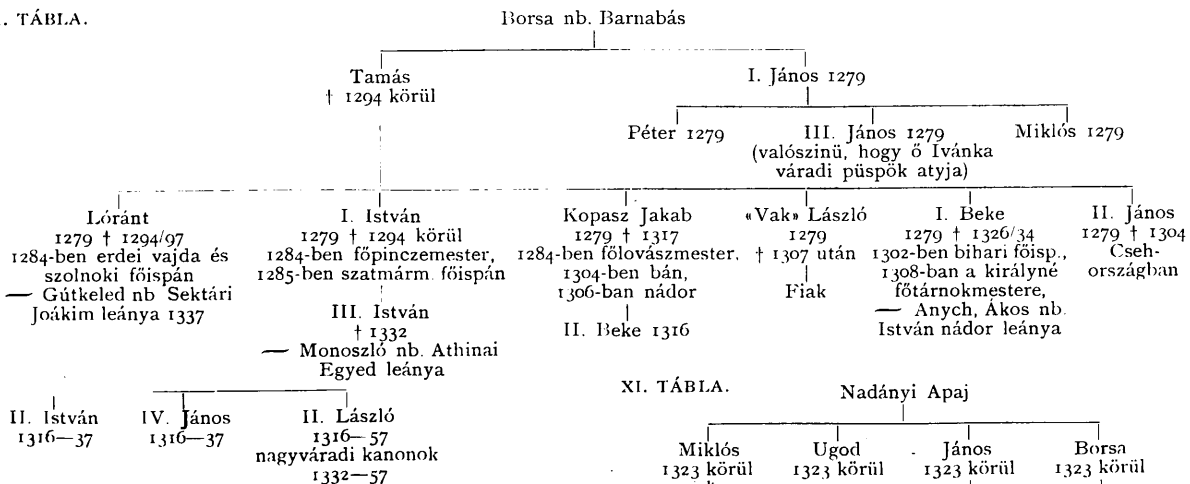 . TÁBLA.
Borsa nb. Barnabás
Tamás
† 1294 körül
I. János 1279
Péter 1279
III. János 1279
(valószinü, hogy ő Ivánka
váradi püspök atyja)
Miklós 1279
Lóránt
1279 † 1294/97
1284-ben erdei vajda és
szolnoki főispán
— Gútkeled nb Sektári
Joákim leánya 1337
I. István
1279 † 1294 körül
1284-ben főpinczemester,
1285-ben szatmárm. főispán
III. István
† 1332
— Monoszló nb. Athinai
Egyed leánya
Kopasz Jakab
1279 † 1317
1284-ben főlovászmester,
1304-ben bán,
1306-ban nádor
II. Beke 1316
«Vak» László
1279
† 1307 után
Fiak
I. Beke
1279 † 1326/34
1302-ben bihari főisp.,
1308-ban a királyné
főtárnokmestere,
— Anych, Ákos nb.
István nádor leánya
II. János
1279 † 1304
Cseh-
országban
II. István
1316—37
IV. János
1316—37
II. László
1316—57
nagyváradi kanonok
1332—57
XI. TÁBLA.
Nadányi Apaj
Miklós
1323 körül
Ugod
1323 körül
János
1323 körül
Borsa
1323 körül